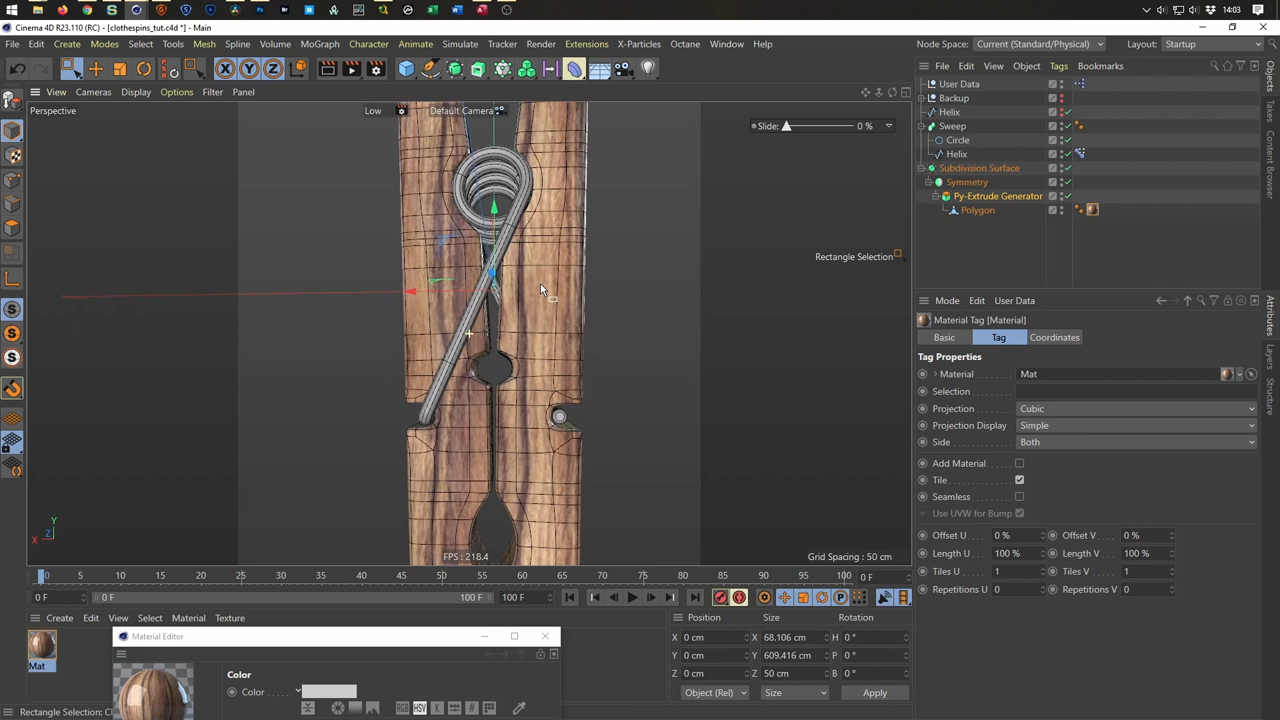 14:03
Cinema 4D R23.110 (RC) - [clothespins_tut.c4d *] - Main
File Edit Create Modes Select Tools Mesh Spline Volume MoGraph Character Animate Simulate Tracker Render Extensions X-Particles Octane Window Help
Node Space: Current (Standard/Physical) Layout: Startup
View Cameras Display Options Filter Panel
File Edit View Object Tags Bookmarks
Perspective Low Default Camera
Slide: 0 %
Rectangle Selection
User Data
Backup
Helix
Sweep
Circle
Helix
Subdivision Surface
Symmetry
Py-Extrude Generator
Polygon
Objects
Takes
Content Browser
Attributes
Layers
Structure
Mode Edit User Data
Material Tag [Material]
Basic Tag Coordinates
Tag Properties
Material Mat
Selection
Projection Cubic
Projection Display Simple
Side Both
Add Material
Tile
Seamless
Use UVW for Bump
Offset U 0 % Offset V 0 %
Length U 100 % Length V 100 %
Tiles U 1 Tiles V 1
Repetitions U 0 Repetitions V 0
Y
X Z
FPS : 218.4
Grid Spacing : 50 cm
0 5 10 15 20 25 30 35 40 45 50 55 60 65 70 75 80 85 90 95 100 0 F
0 F 0 F 100 F 100 F
Create Edit View Select Material Texture
Mat
Material Editor
Color
Color
HSV K
Position Size Rotation
X 0 cm X 68.106 cm H 0 °
Y 0 cm Y 609.416 cm P 0 °
Z 0 cm Z 50 cm B 0 °
Object (Rel) Size Apply
Rectangle Selection: Cl